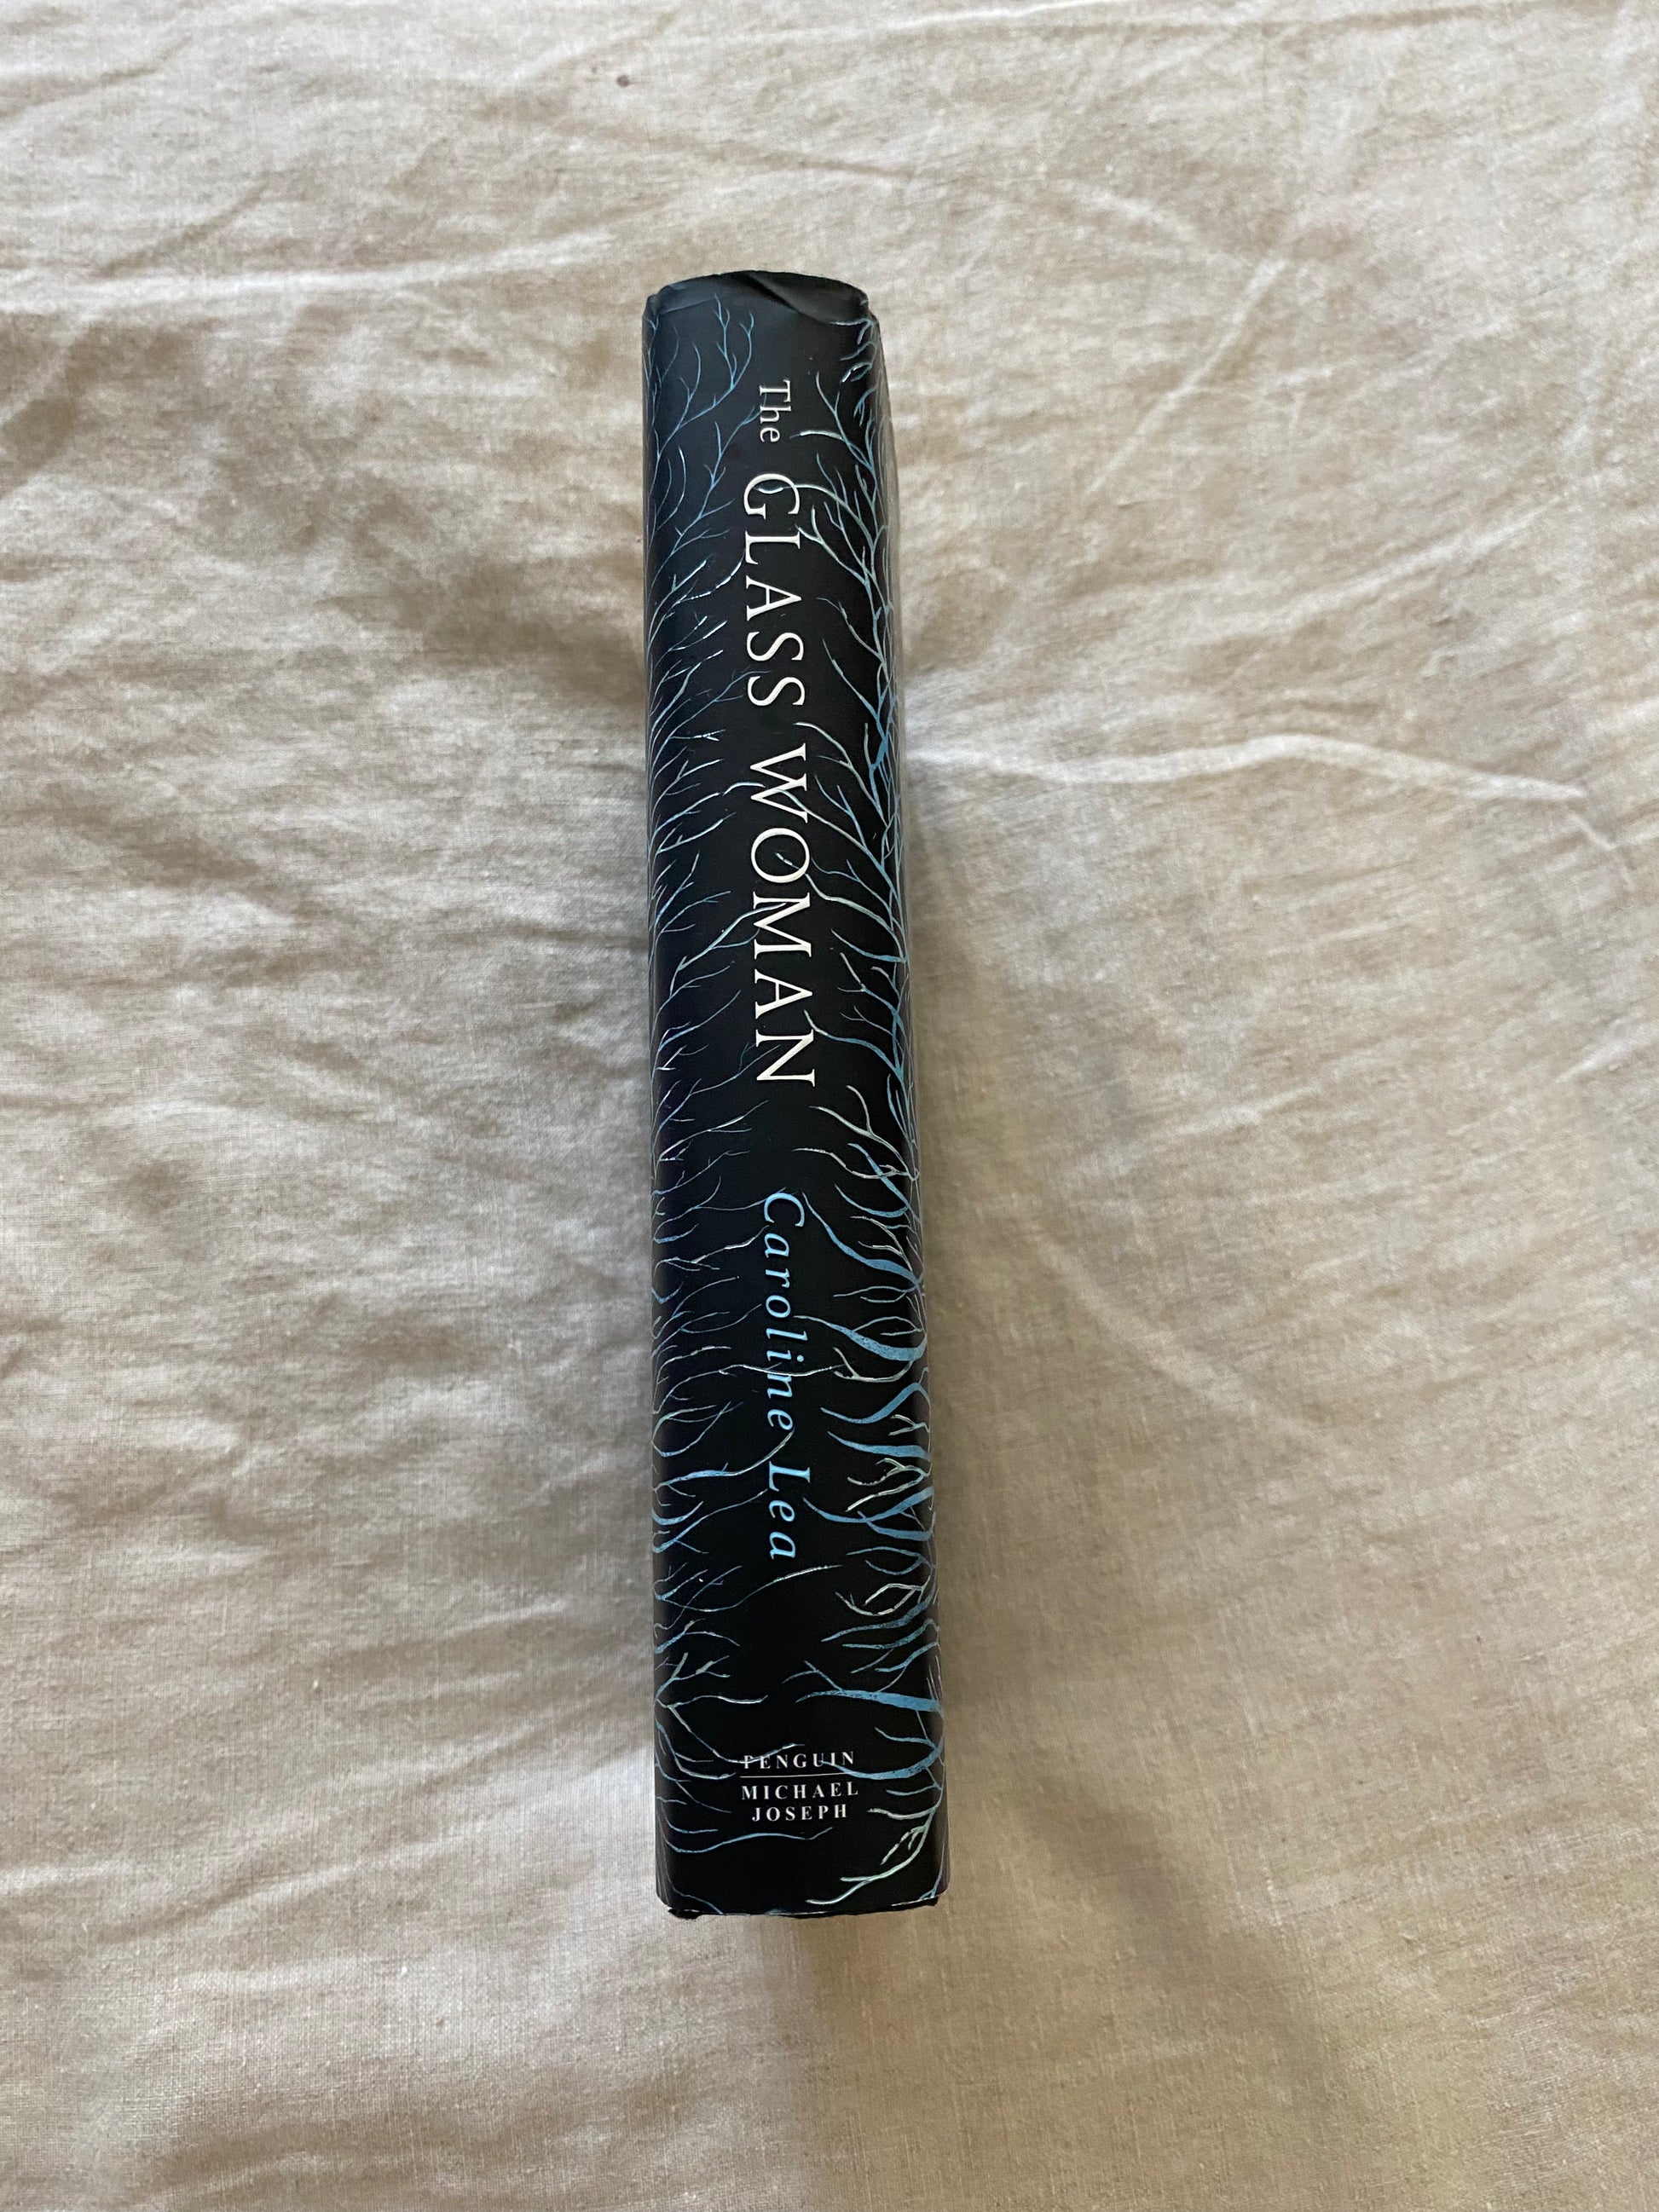 The GLASS WOMAN
Caroline Lea
PENGUIN
MICHAEL
JOSEPH